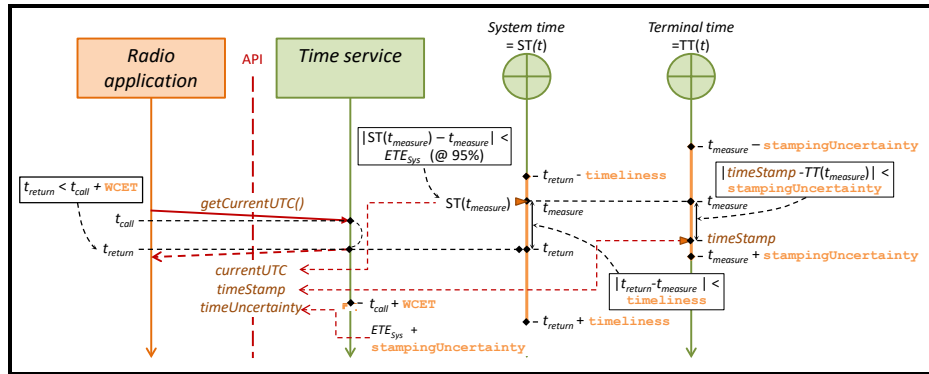 System time
= ST(t)
Terminal time
=TT(t)
Radio
application
API
Time service
|ST(tmeasure) – tmeasure| <
ETESys (@ 95%)
tmeasure – stampingUncertainty
treturn - timeliness
|timeStamp -TT(tmeasure)| <
stampingUncertainty
treturn < tcall + WCET
getCurrentUTC()
ST(tmeasure)
tmeasure
tmeasure
tcall
timeStamp
treturn
treturn
tmeasure + stampingUncertainty
currentUTC
timeStamp
|treturn-tmeasure | <
timeliness
timeUncertainty
tcall + WCET
treturn + timeliness
ETESys +
stampingUncertainty